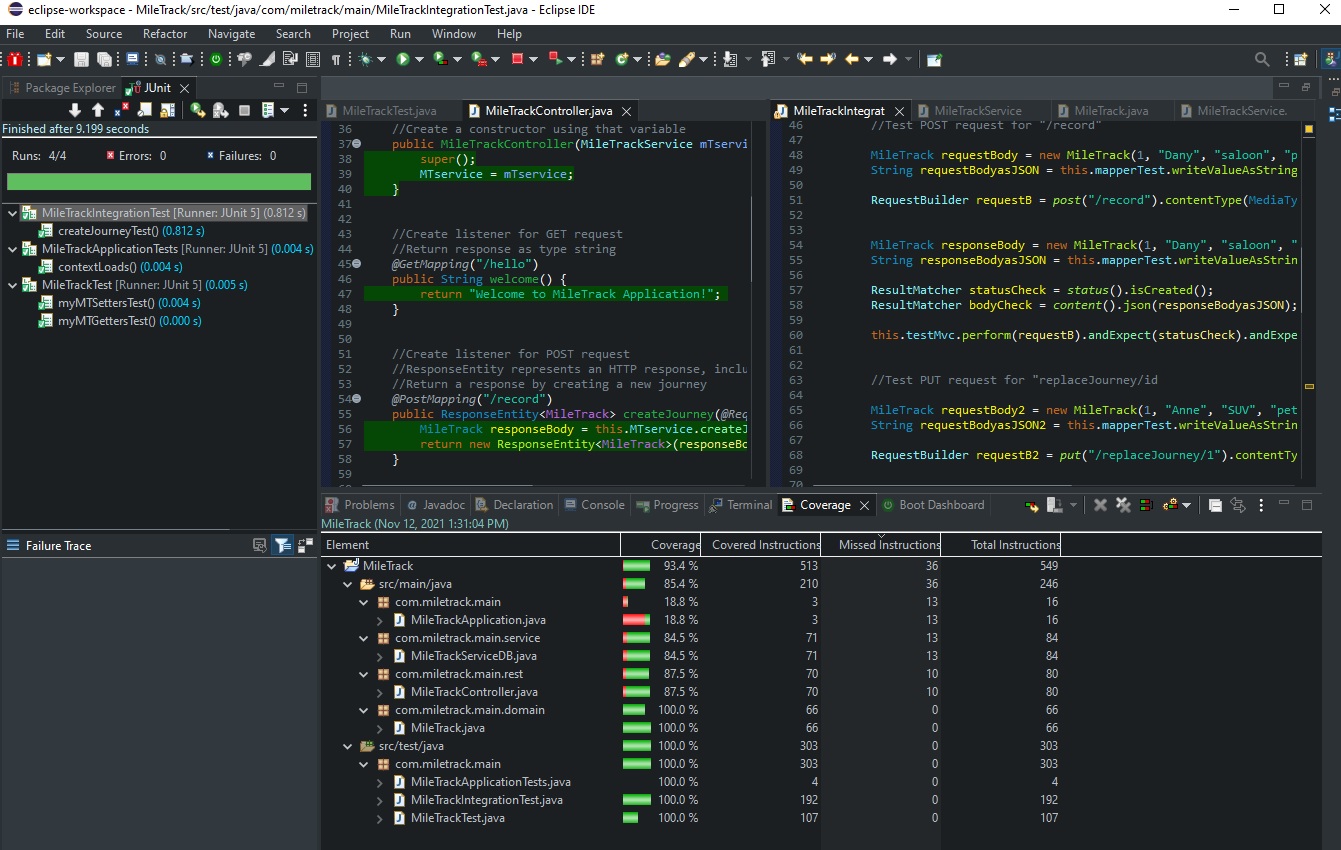 eclipse-workspace - MileTrack/src/test/java/com/miletrack/main/MileTrackIntegrationTest.java - Eclipse IDE
File Edit Source Refactor Navigate Search Project Run Window Help
Package Explorer JUnit
Finished after 9.199 seconds
Runs: 4/4 Errors: 0 Failures: 0
MileTrackIntegrationTest [Runner: JUnit 5] (0.812 s)
createJourneyTest() (0.812 s)
MileTrackApplicationTests [Runner: JUnit 5] (0.004 s)
contextLoads() (0.004 s)
MileTrackTest [Runner: JUnit 5] (0.005 s)
myMTSettersTest() (0.004 s)
myMTGettersTest() (0.000 s)
Failure Trace
MileTrackTest.java MileTrackController.java
36 //Create a constructor using that variable
37 public MileTrackController(MileTrackService mTservi
38 super();
39 MTservice = mTservice;
40 }
41
42
43 //Create listener for GET request
44 //Return response as type string
45 @GetMapping("/hello")
46 public String welcome() {
47 return "Welcome to MileTrack Application!";
48 }
49
50
51 //Create listener for POST request
52 //ResponseEntity represents an HTTP response, inclu
53 //Return a response by creating a new journey
54 @PostMapping("/record")
55 public ResponseEntity<MileTrack> createJourney(@Req
56 MileTrack responseBody = this.MTservice.createJ
57 return new ResponseEntity<MileTrack>(responseBo
58 }
59
MileTrackIntegrat MileTrackService MileTrack.java MileTrackService.
46 //Test POST request for "/record"
47
48 MileTrack requestBody = new MileTrack(1, "Dany", "saloon", "p
49 String requestBodyasJSON = this.mapperTest.writeValueAsString
50
51 RequestBuilder requestB = post("/record").contentType(MediaTy
52
53
54 MileTrack responseBody = new MileTrack(1, "Dany", "saloon", "
55 String responseBodyasJSON = this.mapperTest.writeValueAsStrin
56
57 ResultMatcher statusCheck = status().isCreated();
58 ResultMatcher bodyCheck = content().json(responseBodyasJSON);
59
60 this.testMvc.perform(requestB).andExpect(statusCheck).andExpe
61
62
63 //Test PUT request for "replaceJourney/id
64
65 MileTrack requestBody2 = new MileTrack(1, "Anne", "SUV", "pet
66 String requestBodyasJSON2 = this.mapperTest.writeValueAsStrin
67
68 RequestBuilder requestB2 = put("/replaceJourney/1").contentTy
69
70
Problems Javadoc Declaration Console Progress Terminal Coverage Boot Dashboard
MileTrack (Nov 12, 2021 1:31:04 PM)
Element Coverage Covered Instructions Missed Instructions Total Instructions
MileTrack 93.4 % 513 36 549
src/main/java 85.4 % 210 36 246
com.miletrack.main 18.8 % 3 13 16
MileTrackApplication.java 18.8 % 3 13 16
com.miletrack.main.service 84.5 % 71 13 84
MileTrackServiceDB.java 84.5 % 71 13 84
com.miletrack.main.rest 87.5 % 70 10 80
MileTrackController.java 87.5 % 70 10 80
com.miletrack.main.domain 100.0 % 66 0 66
MileTrack.java 100.0 % 66 0 66
src/test/java 100.0 % 303 0 303
com.miletrack.main 100.0 % 303 0 303
MileTrackApplicationTests.java 100.0 % 4 0 4
MileTrackIntegrationTest.java 100.0 % 192 0 192
MileTrackTest.java 100.0 % 107 0 107